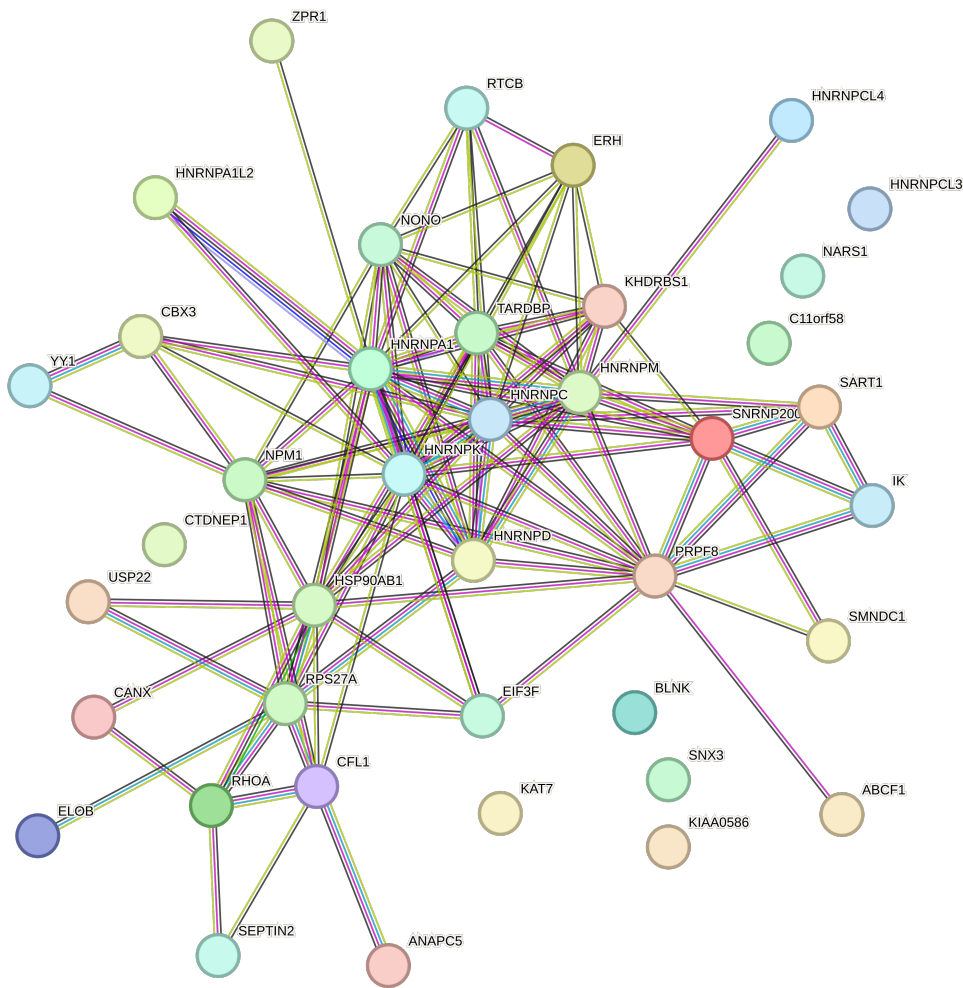 ZPR1
RTCB
HNRNPCL4
ERH
HNRNPA1L2
HNRNPCL3
NONO
NARS1
KHDRBS1
TARDBP
CBX3
C11orf58
HNRNPA1
YY1
HNRNPM
SART1
HNRNPC
SNRNP200
HNRNPK
NPM1
IK
CTDNEP1
HNRNPD
PRPF8
USP22
HSP90AB1
SMNDC1
RPS27A
CANX
EIF3F
BLNK
SNX3
CFL1
RHOA
KAT7
ABCF1
ELOB
KIAA0586
SEPTIN2
ANAPC5